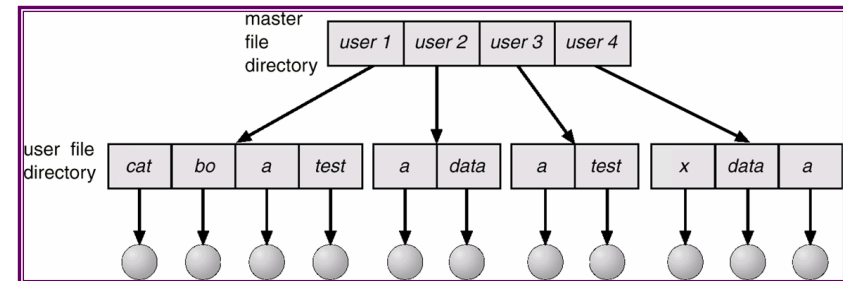 master
file
directory
user 1 user 2 user 3 user 4
user file
directory
cat bo a test a data a test x data a